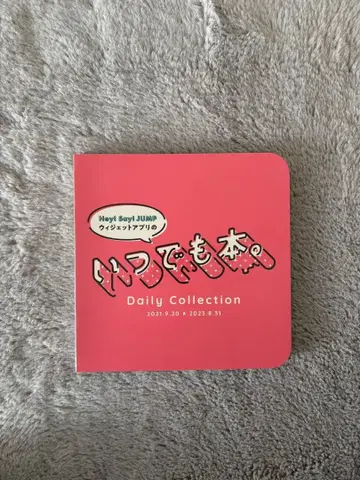 Hey! Say! JUMP
ウィジェットアプリの
いつでも本。
Daily Collection
2021.9.20 ▶ 2023.8.31